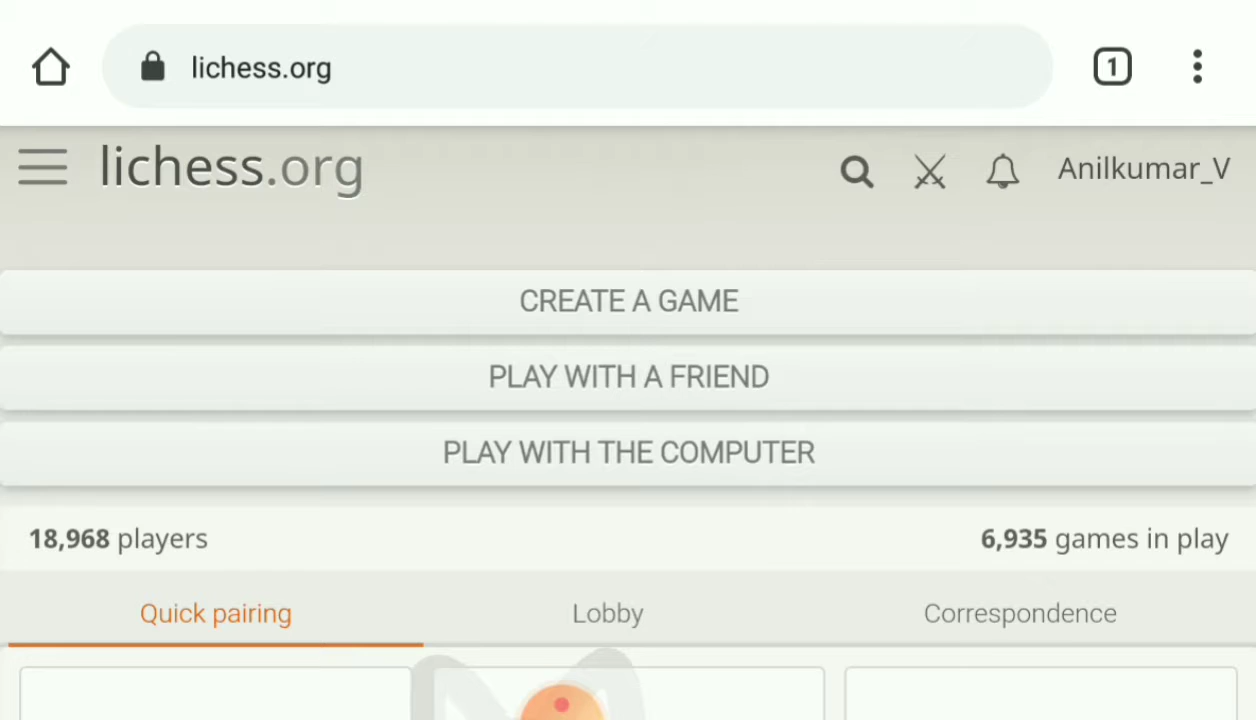 lichess.org
1
lichess.org
Anilkumar_V
CREATE A GAME
PLAY WITH A FRIEND
PLAY WITH THE COMPUTER
18,968 players
6,935 games in play
Quick pairing
Lobby
Correspondence